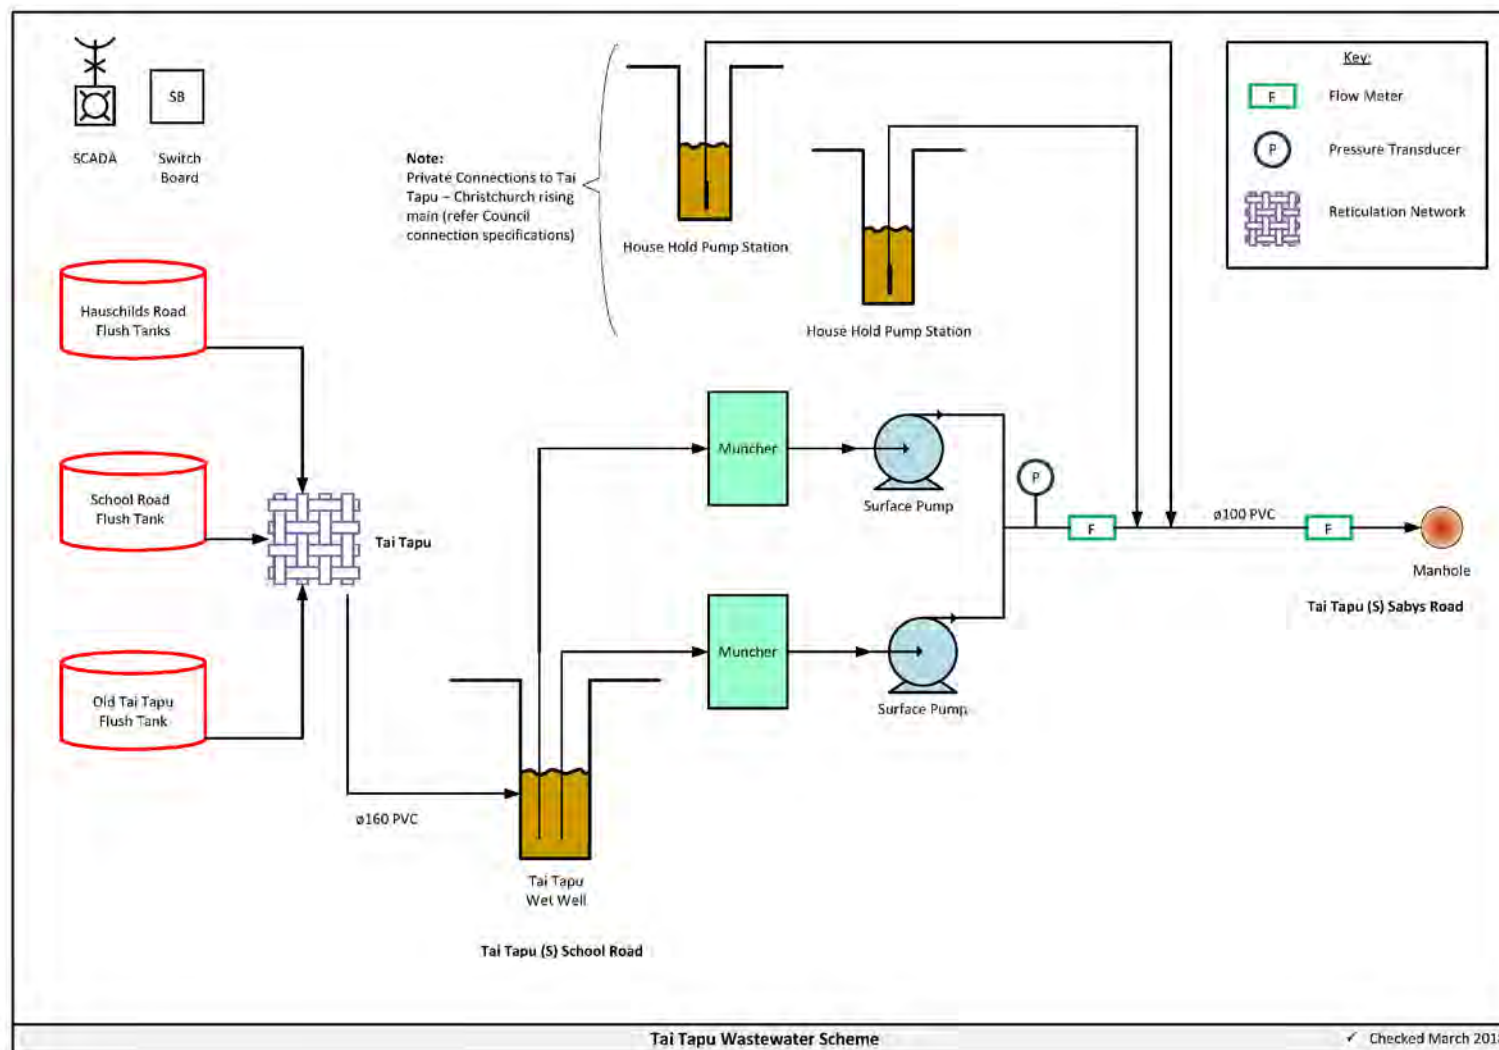 SB
SCADA
Switch
Board
Note:
Private Connections to Tai
Tapu – Christchurch rising
main (refer Council
connection specifications)
House Hold Pump Station
House Hold Pump Station
Key:
F
Flow Meter
P
Pressure Transducer
Reticulation Network
Hauschilds Road
Flush Tanks
School Road
Flush Tank
Old Tai Tapu
Flush Tank
Tai Tapu
ø160 PVC
Tai Tapu
Wet Well
Tai Tapu (S) School Road
Muncher
Surface Pump
Muncher
Surface Pump
P
F
ø100 PVC
F
Manhole
Tai Tapu (S) Sabys Road
Tai Tapu Wastewater Scheme
✓ Checked March 2018